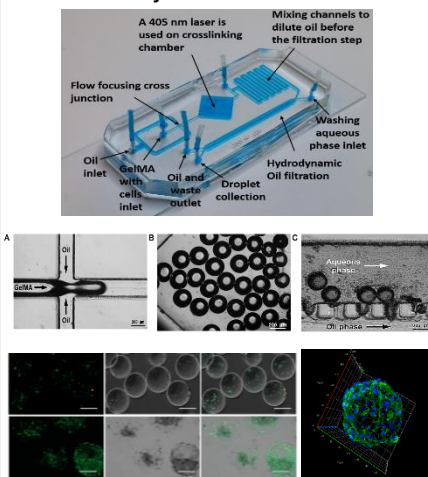 A 405 nm laser is
used on crosslinking
chamber
Mixing channels to
dilute oil before
the filtration step
Flow focusing cross
junction
Oil
inlet
GelMA
with
cells
inlet
Oil and
waste
outlet
Droplet
collection
Hydrodynamic
Oil filtration
Washing
aqueous
phase inlet
A
Oil
GelMA
Oil
B
C
Aqueous
phase
Oil phase